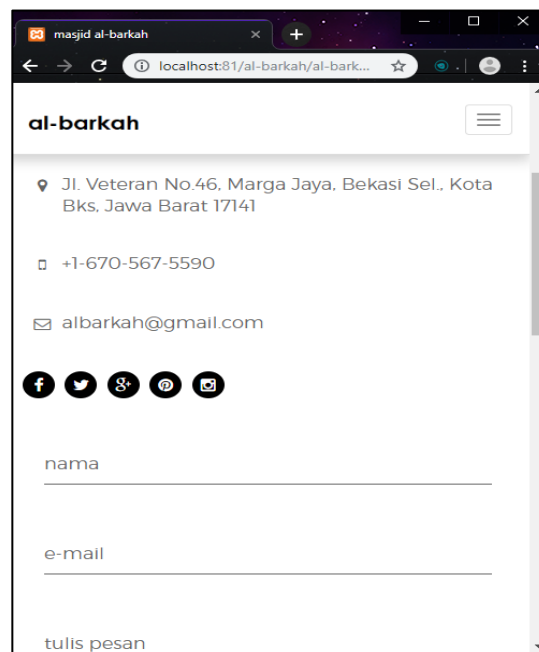 masjid al-barkah
localhost:81/al-barkah/al-bark...
al-barkah
Jl. Veteran No.46, Marga Jaya, Bekasi Sel., Kota
Bks, Jawa Barat 17141
+1-670-567-5590
albarkah@gmail.com
nama
e-mail
tulis pesan